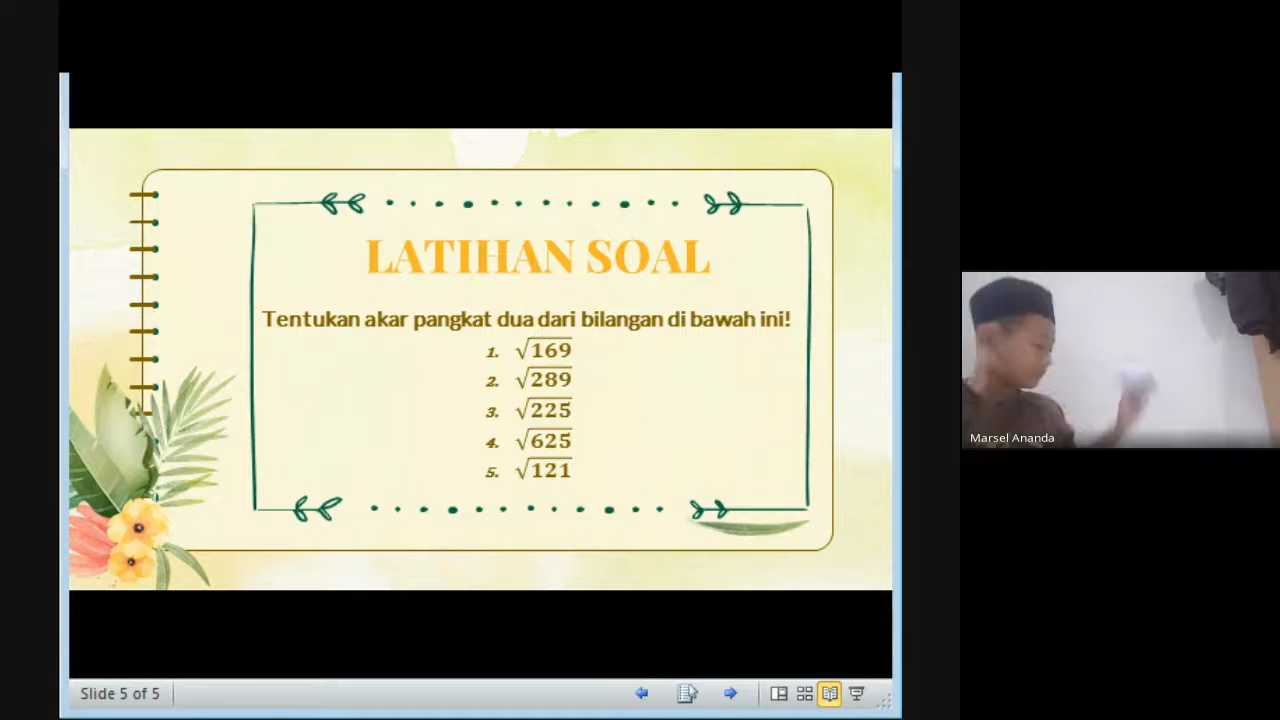 LATIHAN SOAL
Tentukan akar pangkat dua dari bilangan di bawah ini!
1. √169
2. √289
3. √225
4. √625
5. √121
Marsel Ananda
Slide 5 of 5